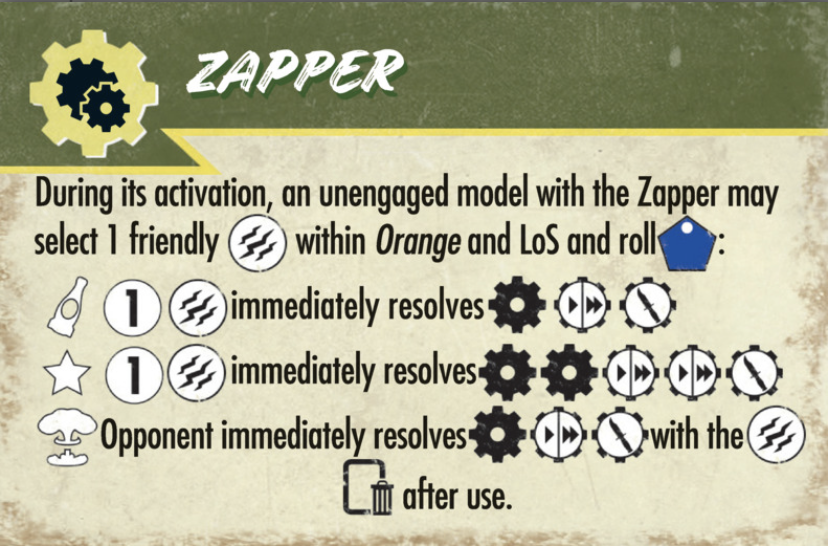 ZAPPER
During its activation, an unengaged model with the Zapper may
select 1 friendly within Orange and LoS and roll :
1 immediately resolves
1 immediately resolves
Opponent immediately resolves with the
after use.